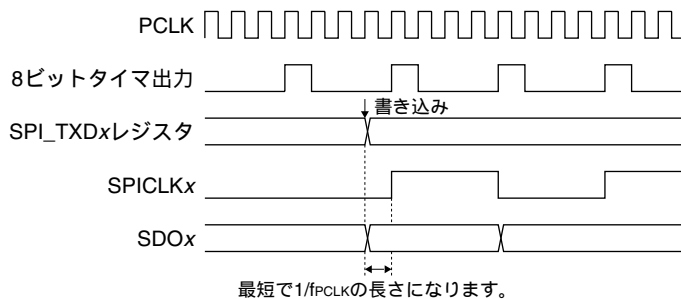 PCLK
8ビットタイマ出力
書き込み
SPI_TXDxレジスタ
SPICLKx
SDOx
最短で1/fPCLKの長さになります。